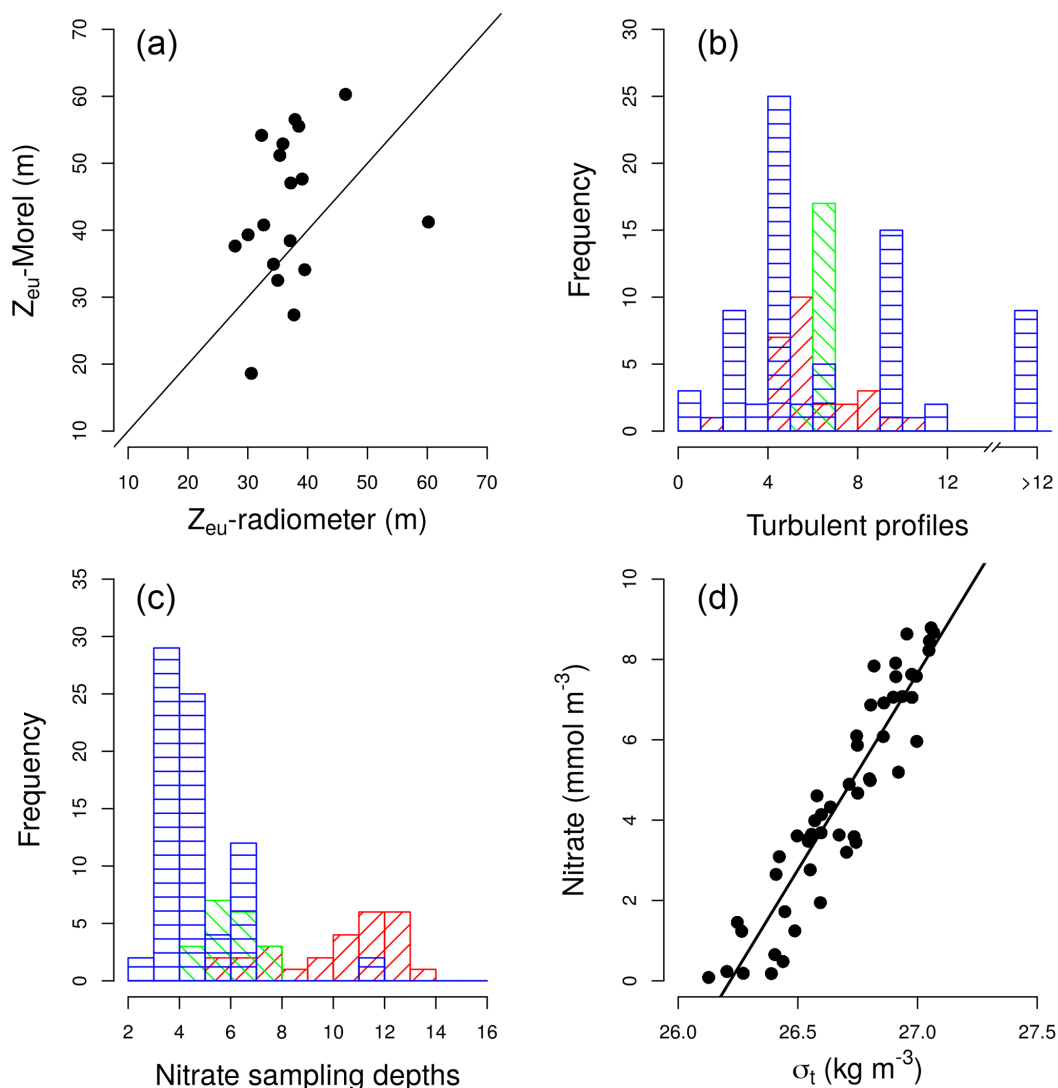 (a)
70
60
50
40
30
20
10
Zeu-Morel (m)
10 20 30 40 50 60 70
Zeu-radiometer (m)
(b)
30
25
20
15
10
5
0
Frequency
0 4 8 12 >12
Turbulent profiles
(c)
35
30
25
20
15
10
5
0
Frequency
2 4 6 8 10 12 14 16
Nitrate sampling depths
(d)
10
8
6
4
2
0
Nitrate (mmol m-3)
26.0 26.5 27.0 27.5
σt (kg m-3)